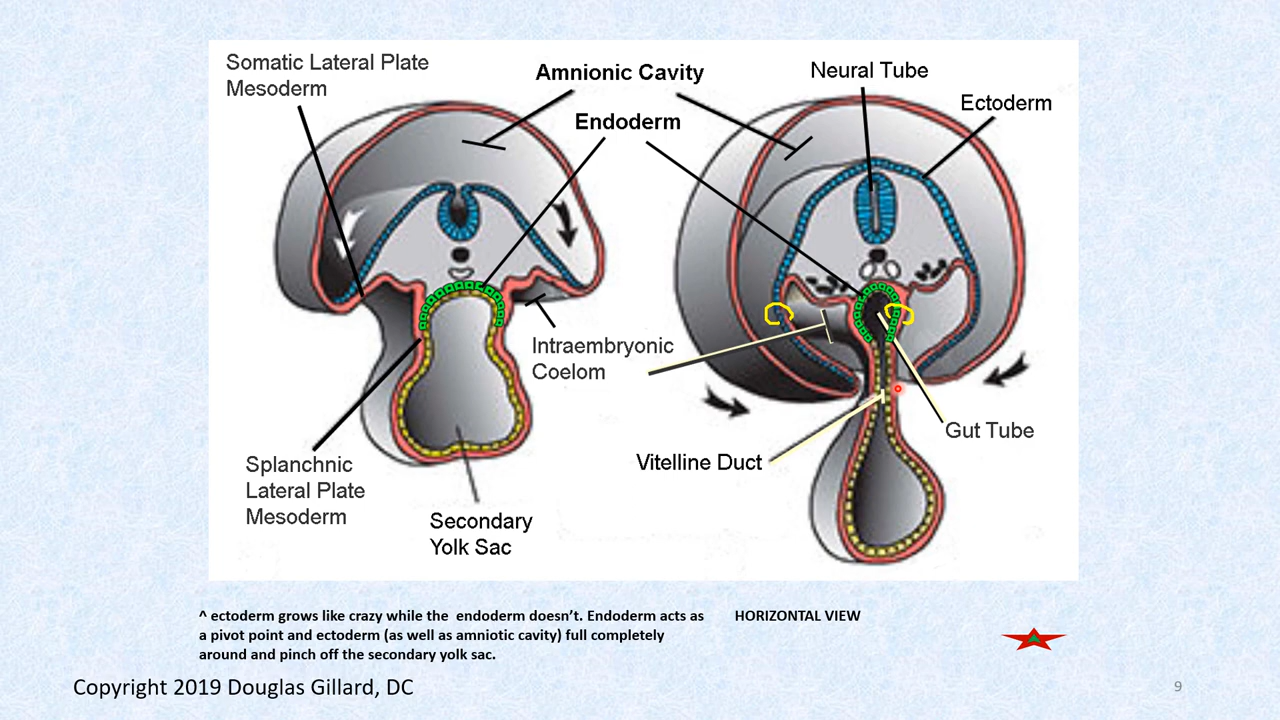 Somatic Lateral Plate
Mesoderm
Amnionic Cavity
Endoderm
Neural Tube
Ectoderm
Intraembryonic
Coelom
Gut Tube
Vitelline Duct
Splanchnic
Lateral Plate
Mesoderm
Secondary
Yolk Sac
^ ectoderm grows like crazy while the endoderm doesn't. Endoderm acts as
a pivot point and ectoderm (as well as amniotic cavity) full completely
around and pinch off the secondary yolk sac.
HORIZONTAL VIEW
Copyright 2019 Douglas Gillard, DC
9